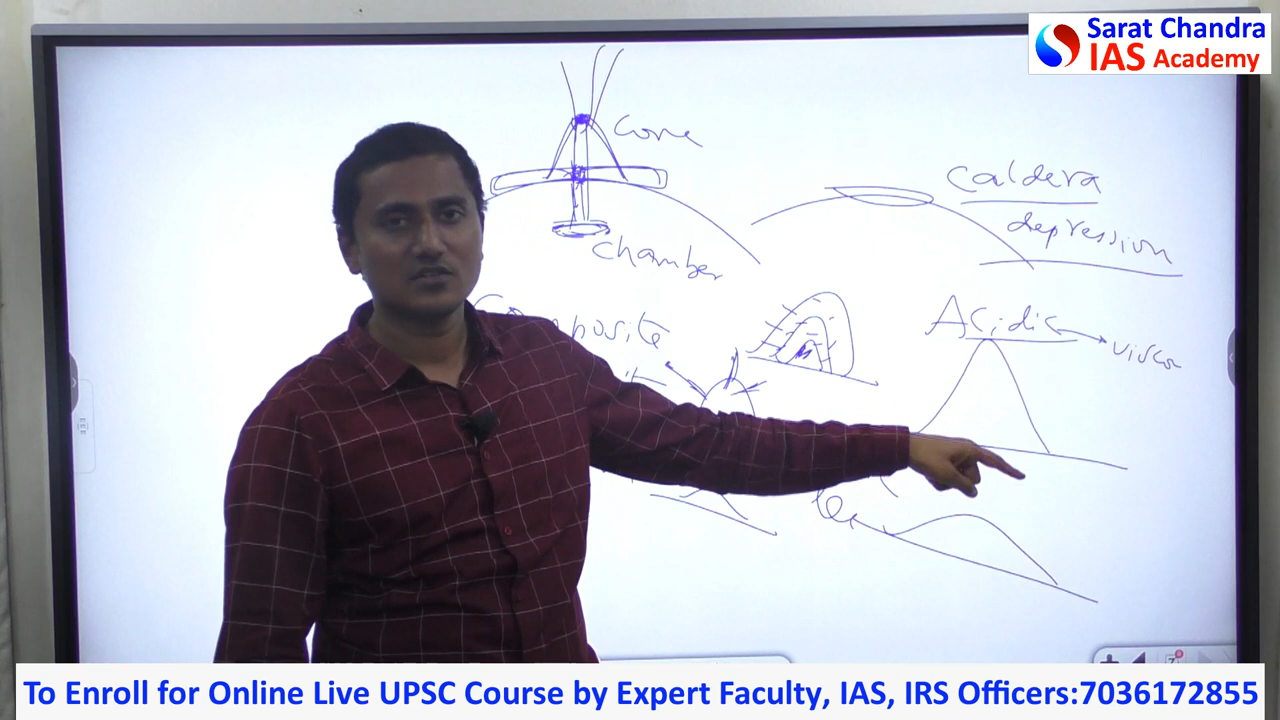 Sarat Chandra
IAS Academy
Cone
Chamber
Caldera
depression
Composite
Acidic
To Enroll for Online Live UPSC Course by Expert Faculty, IAS, IRS Officers:7036172855